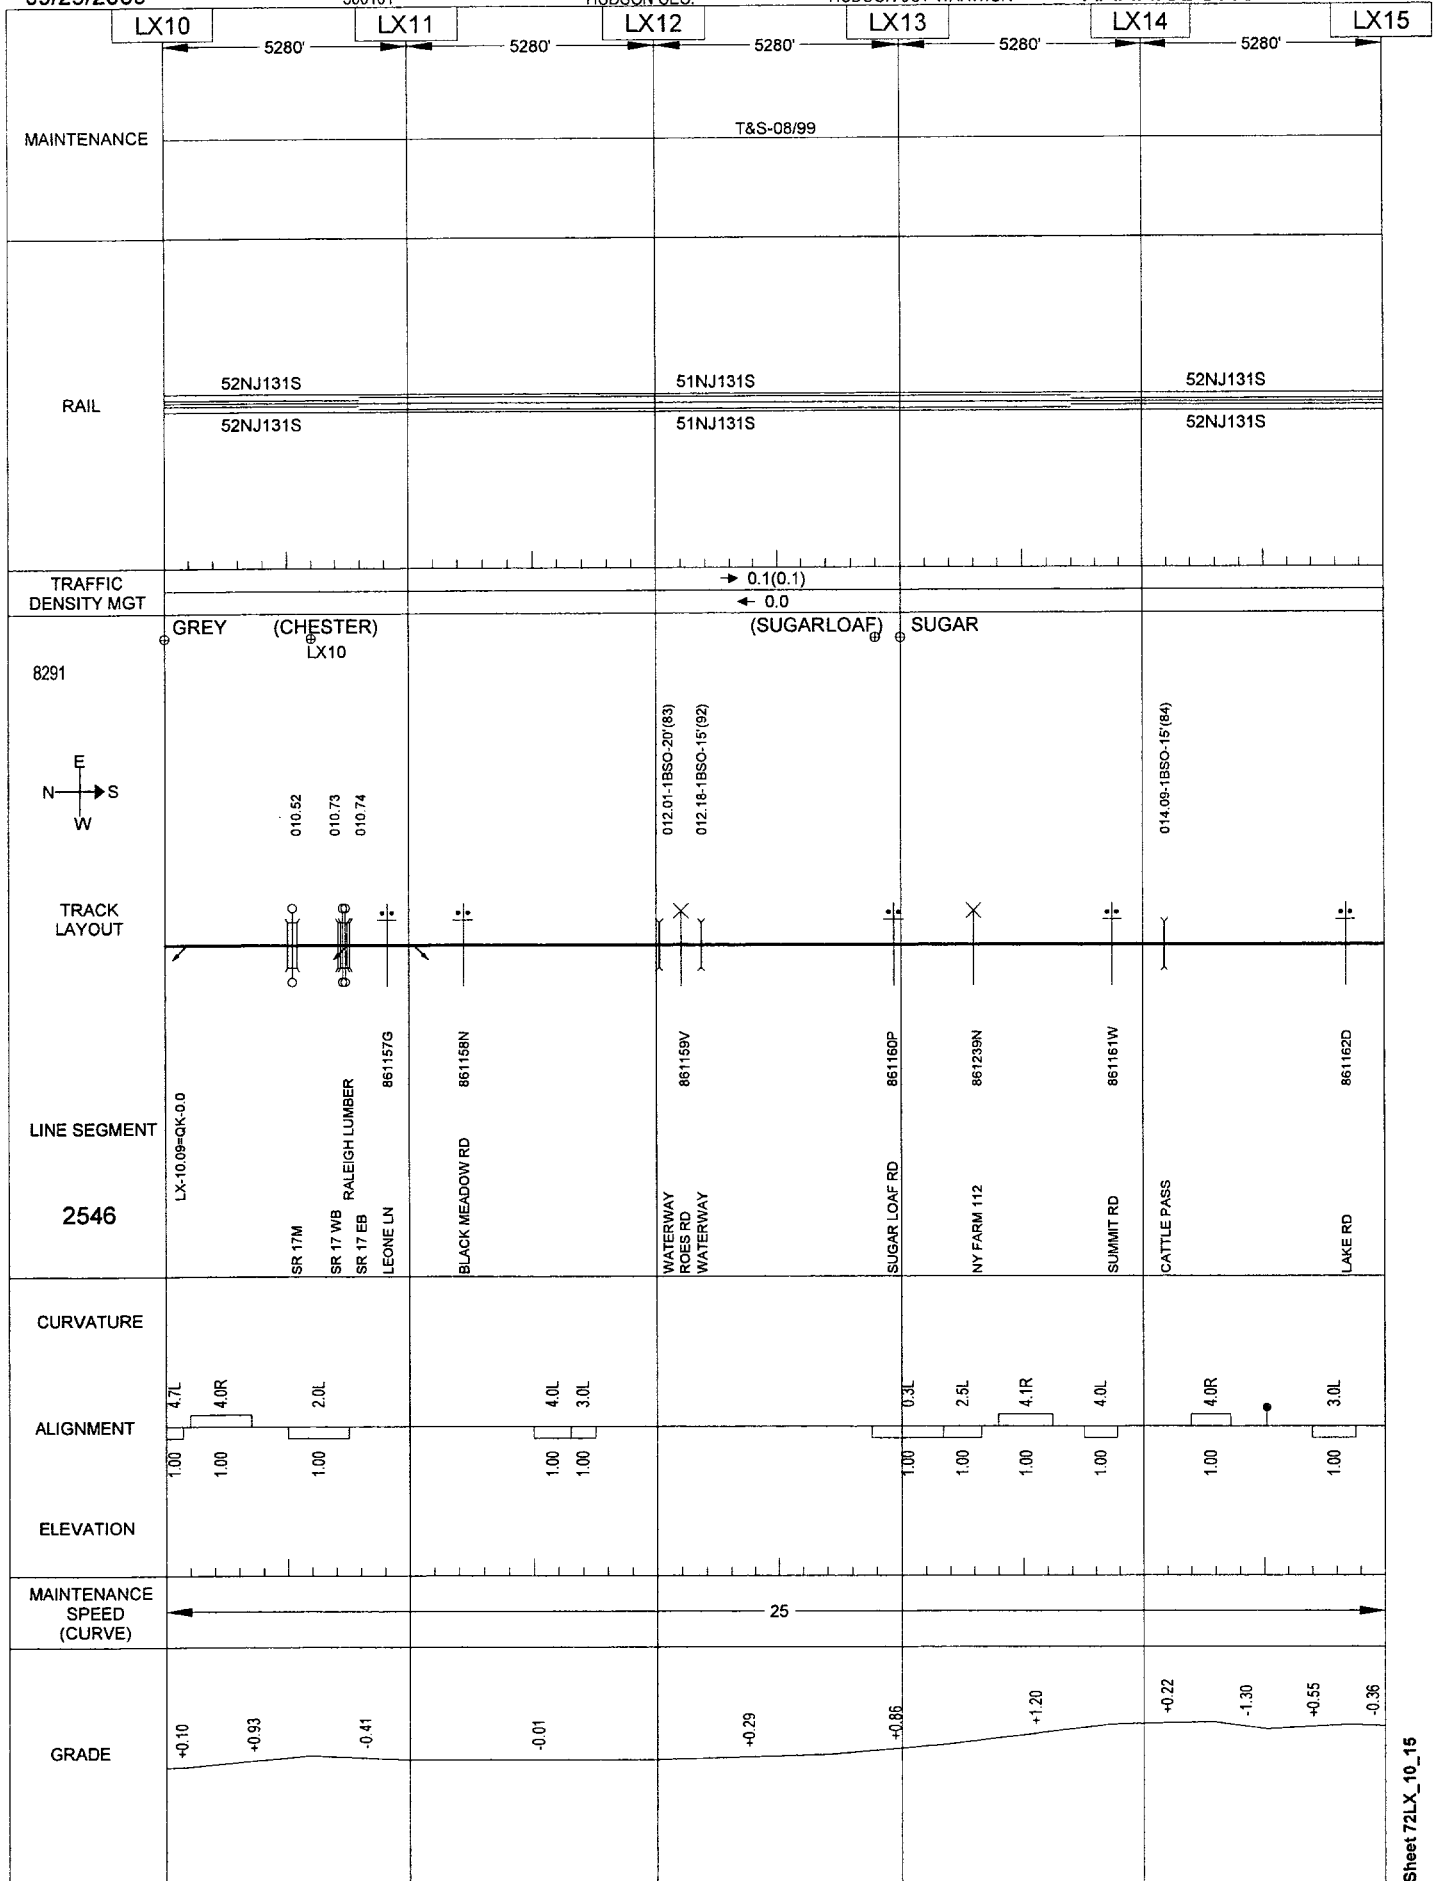 LX10 LX11 LX12 LX13 LX14 LX15
5280' 5280' 5280' 5280' 5280'
MAINTENANCE
T&S-08/99
RAIL
52NJ131S 51NJ131S 52NJ131S
52NJ131S 51NJ131S 52NJ131S
TRAFFIC
DENSITY MGT
→ 0.1(0.1)
← 0.0
GREY (CHESTER) (SUGARLOAF) SUGAR
LX10
8291
E
N S
W
010.52
010.73
010.74
012.01-1BSO-20'(83)
012.18-1BSO-15'(92)
014.09-1BSO-15'(84)
TRACK
LAYOUT
861157G
861158N
861159V
861160P
861239N
861161W
861162D
LINE SEGMENT
2546
LX-10.09=QK-0.0
SR 17M
SR 17 WB
RALEIGH LUMBER
SR 17 EB
LEONE LN
BLACK MEADOW RD
WATERWAY
ROES RD
WATERWAY
SUGAR LOAF RD
NY FARM 112
SUMMIT RD
CATTLE PASS
LAKE RD
CURVATURE
4.7L 4.0R 2.0L 4.0L 3.0L 0.3L 2.5L 4.1R 4.0L 4.0R 3.0L
ALIGNMENT
1.00 1.00 1.00 1.00 1.00 1.00 1.00 1.00 1.00 1.00 1.00
ELEVATION
MAINTENANCE
SPEED
(CURVE)
25
GRADE
+0.10 +0.93 -0.41 -0.01 +0.29 +0.86 +1.20 +0.22 -1.30 +0.55 -0.36
Sheet 72LX_10_15